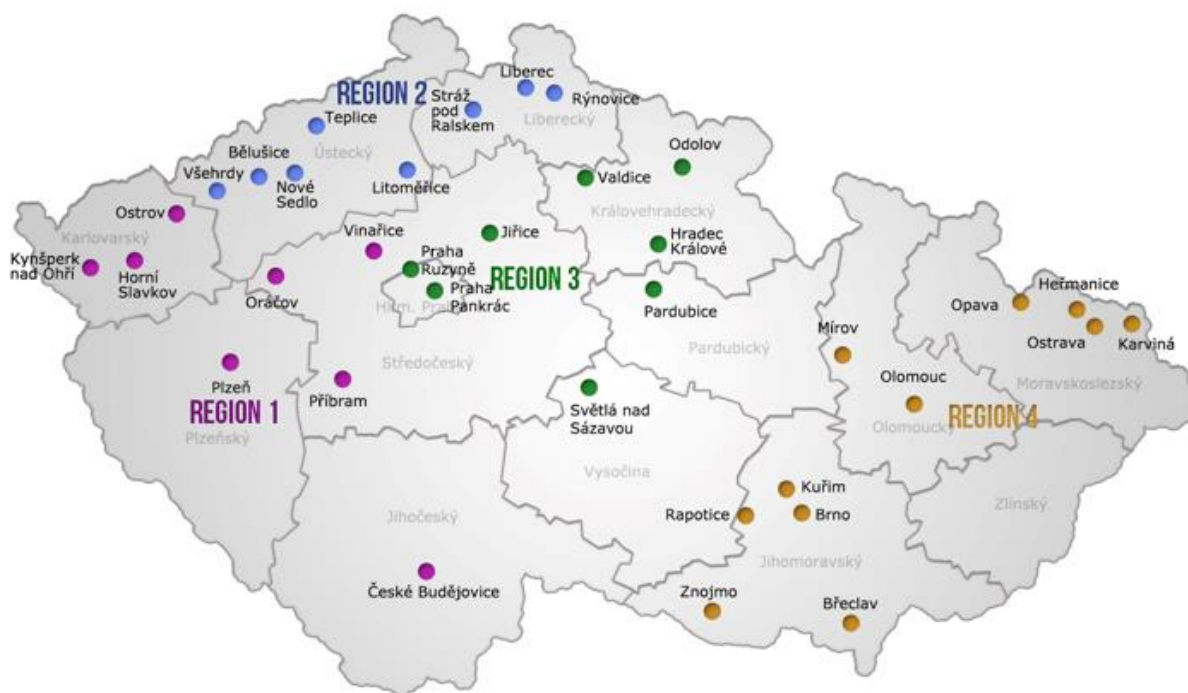 Liberec
REGION 2
Stráž
pod
Ralskem
Rýnovice
Liberecký
Teplice
Ústecký
Odolov
Bělušice
Všehrdy
Nové
Sedlo
Litoměřice
Valdice
Královehradecký
Ostrov
Karlovarský
Vinařice
Jiřice
Hradec
Králové
Kynšperk
nad Ohří
Horní
Slavkov
Praha
Ruzyně
REGION 3
Oráčov
Praha
Pankrác
Hlm. Praha
Pardubice
Heřmanice
Opava
Mírov
Ostrava
Karviná
Pardubický
Středočeský
Plzeň
Příbram
Olomouc
Moravskoslezský
REGION 1
Plzeňský
Světlá nad
Sázavou
REGION 4
Olomoucký
Vysočina
Kuřim
Zlínský
Jihočeský
Rapotice
Brno
Jihomoravský
České Budějovice
Znojmo
Břeclav